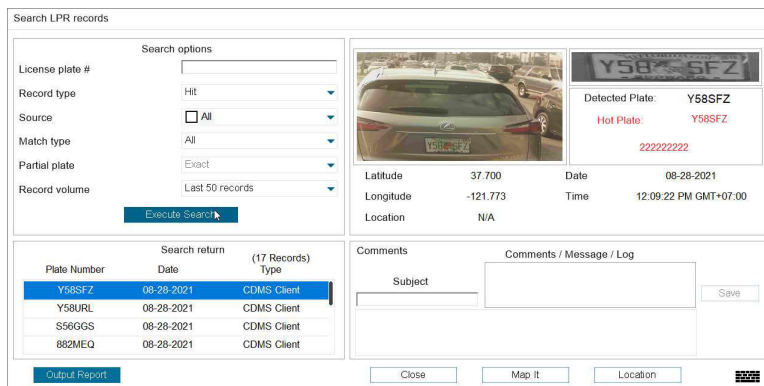 Search LPR records
Search options
License plate #
Record type Hit
Source All
Match type All
Partial plate Exact
Record volume Last 50 records
Execute Search
Y58 SFZ
Y58 SFZ
Detected Plate: Y58SFZ
Hot Plate: Y58SFZ
222222222
Latitude 37.700 Date 08-28-2021
Longitude -121.773 Time 12:09:22 PM GMT+07:00
Location N/A
Search return (17 Records)
Plate Number Date Type
Y58SFZ 08-28-2021 CDMS Client
Y58URL 08-28-2021 CDMS Client
S56GGS 08-28-2021 CDMS Client
882MEQ 08-28-2021 CDMS Client
Comments
Comments / Message / Log
Subject
Save
Output Report
Close
Map It
Location